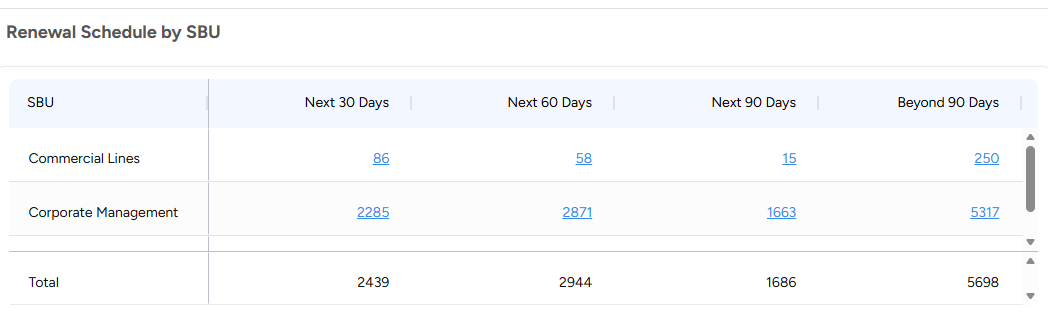 Renewal Schedule by SBU
SBU Next 30 Days Next 60 Days Next 90 Days Beyond 90 Days
Commercial Lines 86 58 15 250
Corporate Management 2285 2871 1663 5317
Total 2439 2944 1686 5698